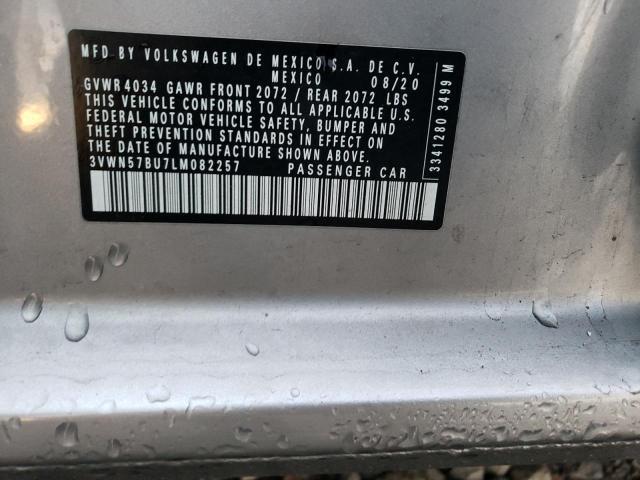 MFD BY VOLKSWAGEN DE MEXICO S.A. DE C.V.
MEXICO 08/20
GVWR 4034 GAWR FRONT 2072 / REAR 2072 LBS
THIS VEHICLE CONFORMS TO ALL APPLICABLE U.S.
FEDERAL MOTOR VEHICLE SAFETY, BUMPER AND
THEFT PREVENTION STANDARDS IN EFFECT ON
THE DATE OF MANUFACTURE SHOWN ABOVE.
3VWN57BU7LM082257 PASSENGER CAR
3341280 3499 M